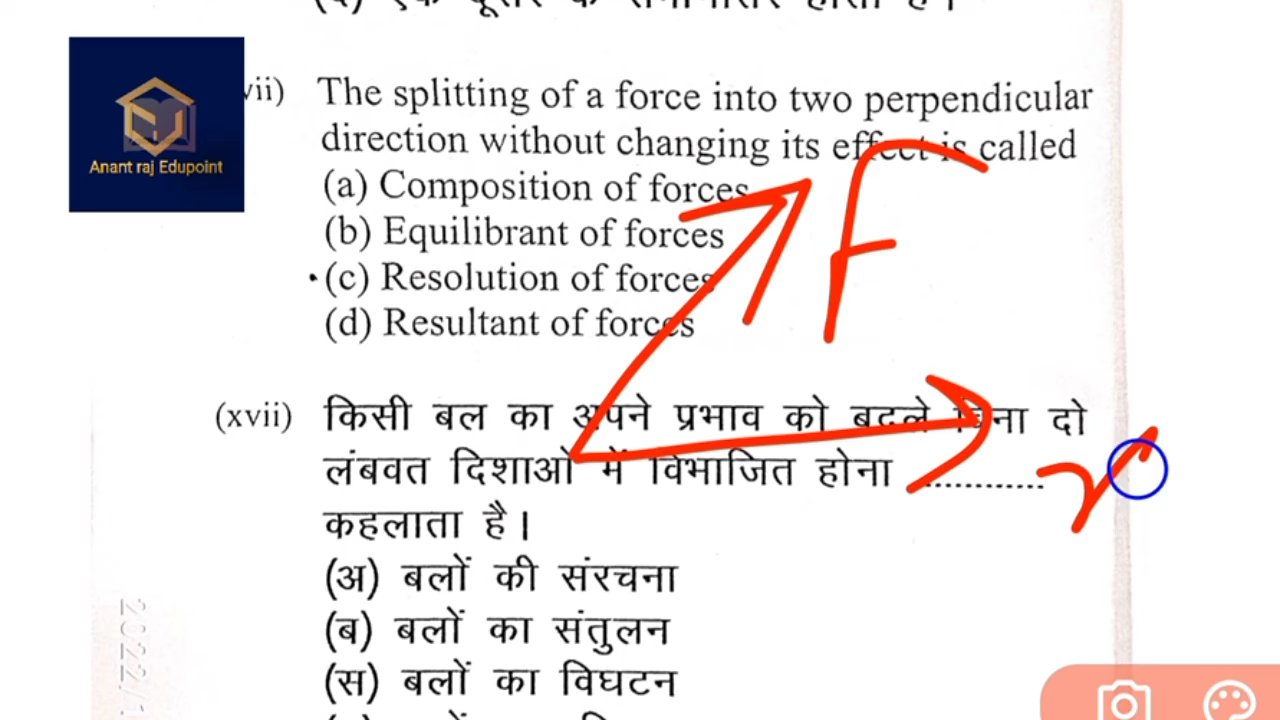 Anant raj Edupoint
vii) The splitting of a force into two perpendicular
direction without changing its effect is called
(a) Composition of forces
(b) Equilibrant of forces
(c) Resolution of forces
(d) Resultant of forces
F
(xvii) किसी बल का अपने प्रभाव को बदले बिना दो
लंबवत दिशाओं में विभाजित होना ............
कहलाता है।
(अ) बलों की संरचना
(ब) बलों का संतुलन
(स) बलों का विघटन